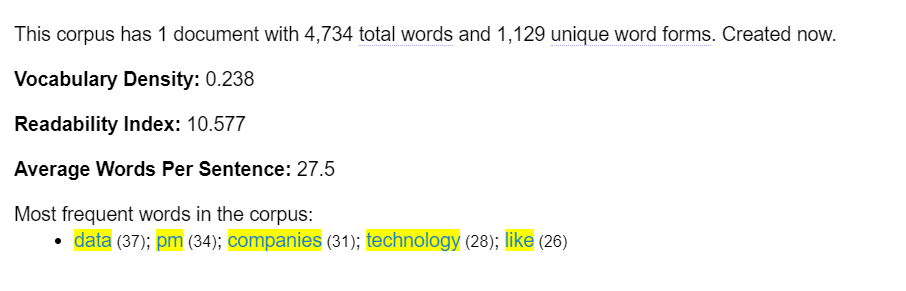 This corpus has 1 document with 4,734 total words and 1,129 unique word forms. Created now.
Vocabulary Density: 0.238
Readability Index: 10.577
Average Words Per Sentence: 27.5
Most frequent words in the corpus:
• data (37); pm (34); companies (31); technology (28); like (26)